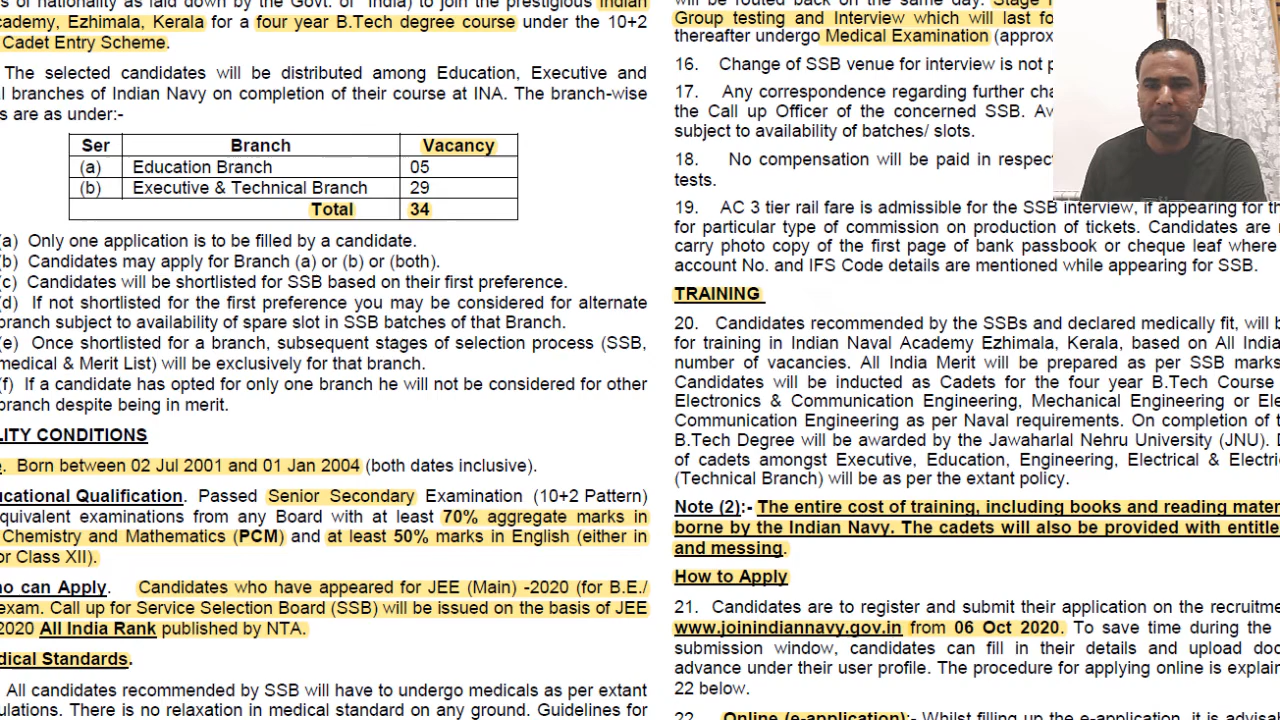 s of nationality as laid down by the Govt. of India) to join the prestigious Indian
ademy, Ezhimala, Kerala for a four year B.Tech degree course under the 10+2
Cadet Entry Scheme.
The selected candidates will be distributed among Education, Executive and
l branches of Indian Navy on completion of their course at INA. The branch-wise
s are as under:-
Ser Branch Vacancy
(a) Education Branch 05
(b) Executive & Technical Branch 29
Total 34
(a) Only one application is to be filled by a candidate.
(b) Candidates may apply for Branch (a) or (b) or (both).
(c) Candidates will be shortlisted for SSB based on their first preference.
(d) If not shortlisted for the first preference you may be considered for alternate
branch subject to availability of spare slot in SSB batches of that Branch.
(e) Once shortlisted for a branch, subsequent stages of selection process (SSB,
medical & Merit List) will be exclusively for that branch.
(f) If a candidate has opted for only one branch he will not be considered for other
branch despite being in merit.
LITY CONDITIONS
. Born between 02 Jul 2001 and 01 Jan 2004 (both dates inclusive).
ucational Qualification. Passed Senior Secondary Examination (10+2 Pattern)
quivalent examinations from any Board with at least 70% aggregate marks in
Chemistry and Mathematics (PCM) and at least 50% marks in English (either in
or Class XII).
ho can Apply. Candidates who have appeared for JEE (Main) -2020 (for B.E./
exam. Call up for Service Selection Board (SSB) will be issued on the basis of JEE
2020 All India Rank published by NTA.
dical Standards.
All candidates recommended by SSB will have to undergo medicals as per extant
ulations. There is no relaxation in medical standard on any ground. Guidelines for
will be routed back on the same day. Stage
Group testing and Interview which will last fo
thereafter undergo Medical Examination (approx
16. Change of SSB venue for interview is not p
17. Any correspondence regarding further cha
the Call up Officer of the concerned SSB. Av
subject to availability of batches/ slots.
18. No compensation will be paid in respec
tests.
19. AC 3 tier rail fare is admissible for the SSB interview, if appearing for th
for particular type of commission on production of tickets. Candidates are
carry photo copy of the first page of bank passbook or cheque leaf where
account No. and IFS Code details are mentioned while appearing for SSB.
TRAINING
20. Candidates recommended by the SSBs and declared medically fit, will b
for training in Indian Naval Academy Ezhimala, Kerala, based on All India
number of vacancies. All India Merit will be prepared as per SSB marks
Candidates will be inducted as Cadets for the four year B.Tech Course
Electronics & Communication Engineering, Mechanical Engineering or Ele
Communication Engineering as per Naval requirements. On completion of t
B.Tech Degree will be awarded by the Jawaharlal Nehru University (JNU). D
of cadets amongst Executive, Education, Engineering, Electrical & Electri
(Technical Branch) will be as per the extant policy.
Note (2):- The entire cost of training, including books and reading mater
borne by the Indian Navy. The cadets will also be provided with entitle
and messing.
How to Apply
21. Candidates are to register and submit their application on the recruitme
www.joinindiannavy.gov.in from 06 Oct 2020. To save time during the
submission window, candidates can fill in their details and upload doc
advance under their user profile. The procedure for applying online is explain
22 below.
22. Online (e-application):- Whilst filling up the e-application, it is advisa